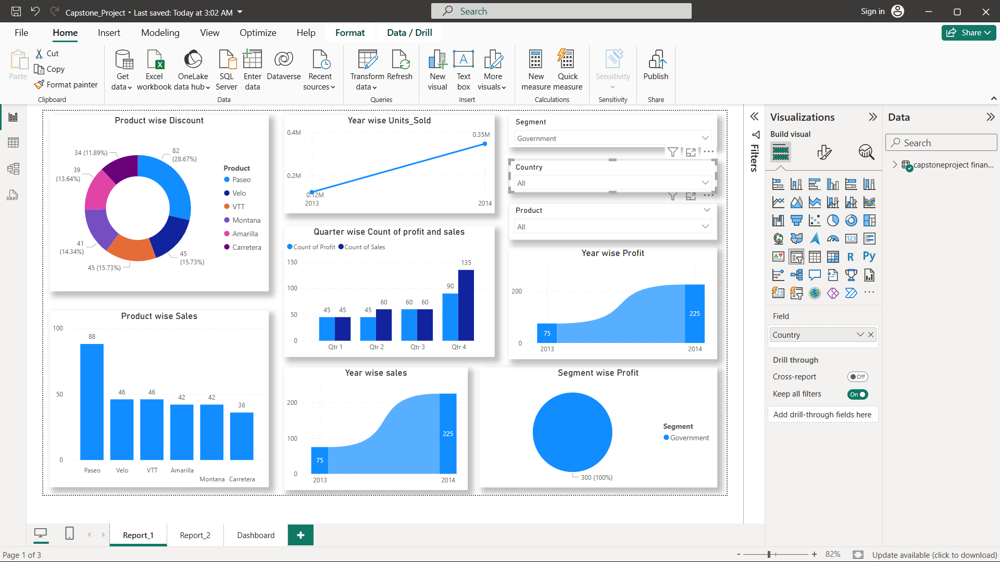 Capstone_Project • Last saved: Today at 3:02 AM
Search
Sign in
File Home Insert Modeling View Optimize Help Format Data / Drill
Share
Paste
Cut
Copy
Format painter
Clipboard
Get data
Excel workbook
OneLake data hub
SQL Server
Enter data
Dataverse
Recent sources
Data
Transform data
Refresh
Queries
New visual
Text box
More visuals
Insert
New measure
Quick measure
Calculations
Sensitivity
Sensitivity
Publish
Share
DAX
Product wise Discount
34 (11.89%)
82
(28.67%)
39
(13.64%)
41
(14.34%)
45
(15.73%)
45 (15.73%)
Product
Paseo
Velo
VTT
Montana
Amarilla
Carretera
Product wise Sales
100
50
0
88
46
46
42
42
36
Paseo
Velo
VTT
Amarilla
Montana
Carretera
Year wise Units_Sold
0.4M
0.2M
0.35M
0.12M
2013
2014
Quarter wise Count of profit and sales
Count of Profit Count of Sales
150
100
50
0
45
45
45
60
60
60
90
135
Qtr 1
Qtr 2
Qtr 3
Qtr 4
Year wise sales
200
100
0
75
225
2013
2014
Segment
Government
Country
All
Product
All
Year wise Profit
200
0
75
225
2013
2014
Segment wise Profit
Segment
Government
300 (100%)
Filters
Visualizations
Build visual
123
R
Py
123
Field
Country
Drill through
Cross-report
Off
Keep all filters
On
Add drill-through fields here
Data
Search
capstoneproject finan...
Report_1
Report_2
Dashboard
+
Page 1 of 3
- + 82%
Update available (click to download)